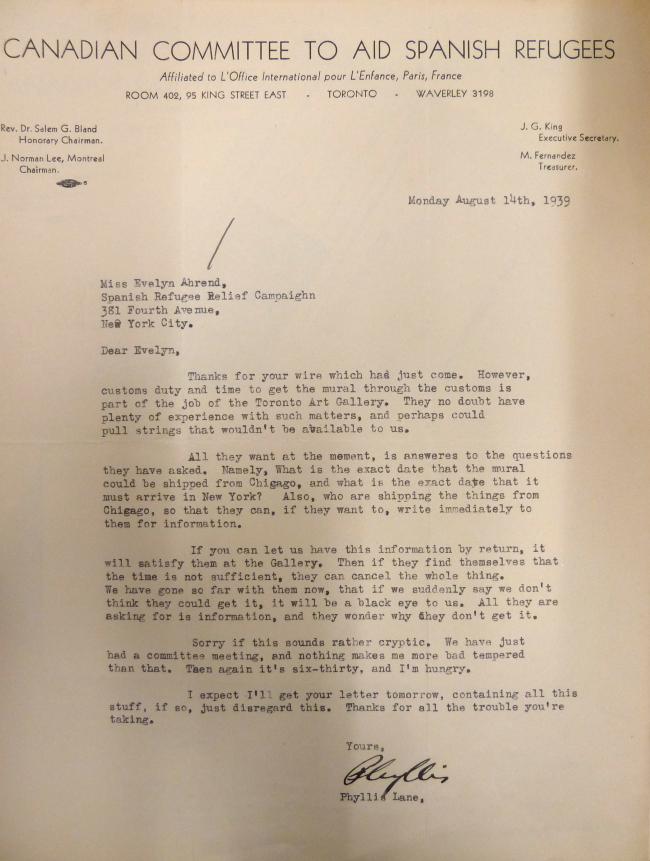 CANADIAN COMMITTEE TO AID SPANISH REFUGEES
Affiliated to L'Office International pour L'Enfance, Paris, France
ROOM 402, 95 KING STREET EAST - TORONTO - WAVERLEY 3198
Rev. Dr. Salem G. Bland
Honorary Chairman.
J. Norman Lee, Montreal
Chairman.
J. G. King
Executive Secretary.
M. Fernandez
Treasurer.
Monday August 14th, 1939
Miss Evelyn Ahrend,
Spanish Refugee Relief Campaighn
381 Fourth Avenue,
New York City.
Dear Evelyn,
Thanks for your wire which had just come. However,
customs duty and time to get the mural through the customs is
part of the job of the Toronto Art Gallery. They no doubt have
plenty of experience with such matters, and perhaps could
pull strings that wouldn't be available to us.
All they want at the moment, is answeres to the questions
they have asked. Namely, What is the exact date that the mural
could be shipped from Chigago, and what is the exact date that it
must arrive in New York? Also, who are shipping the things from
Chigago, so that they can, if they want to, write immediately to
them for information.
If you can let us have this information by return, it
will satisfy them at the Gallery. Then if they find themselves that
the time is not sufficient, they can cancel the whole thing.
We have gone so far with them now, that if we suddenly say we don't
think they could get it, it will be a black eye to us. All they are
asking for is information, and they wonder why they don't get it.
Sorry if this sounds rather cryptic. We have just
had a committee meeting, and nothing makes me more bad tempered
than that. Then again it's six-thirty, and I'm hungry.
I expect I'll get your letter tomorrow, containing all this
stuff, if so, just disregard this. Thanks for all the trouble you're
taking.
Yours,
Phyllis
Phyllis Lane,